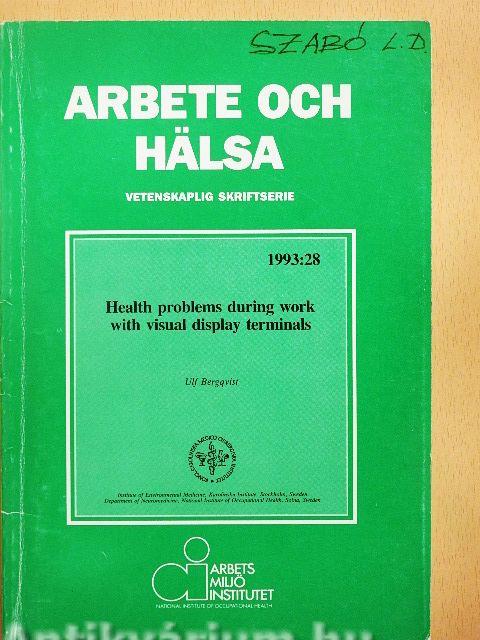 SZABÓ L.D.
ARBETE OCH
HÄLSA
VETENSKAPLIG SKRIFTSERIE
1993:28
Health problems during work
with visual display terminals
Ulf Bergqvist
Institute of Environmental Medicine, Karolinska Institute, Stockholm, Sweden
Department of Neuromedicine, National Institute of Occupational Health, Solna, Sweden
ARBETS
MILJÖ
INSTITUTET
NATIONAL INSTITUTE OF OCCUPATIONAL HEALTH
Antikvárium.hu